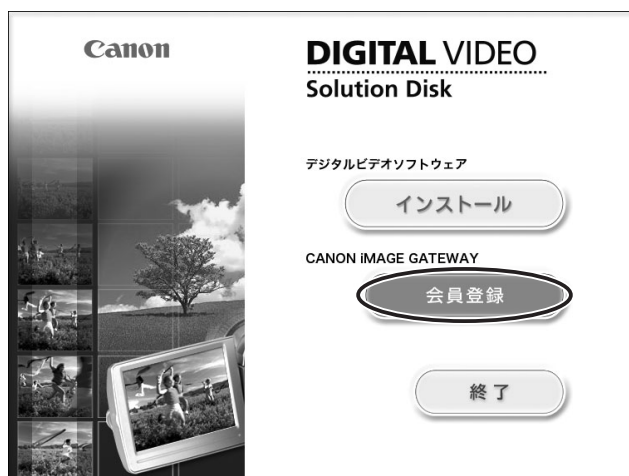 Canon
DIGITAL VIDEO
Solution Disk
デジタルビデオソフトウェア
インストール
CANON iMAGE GATEWAY
会員登録
終了